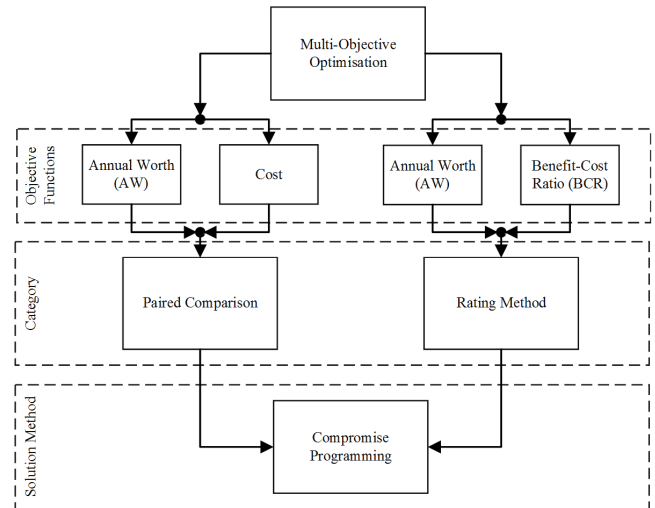 Multi-Objective
Optimisation
Objective
Functions
Annual Worth
(AW)
Cost
Annual Worth
(AW)
Benefit-Cost
Ratio (BCR)
Category
Paired Comparison
Rating Method
Solution Method
Compromise
Programming